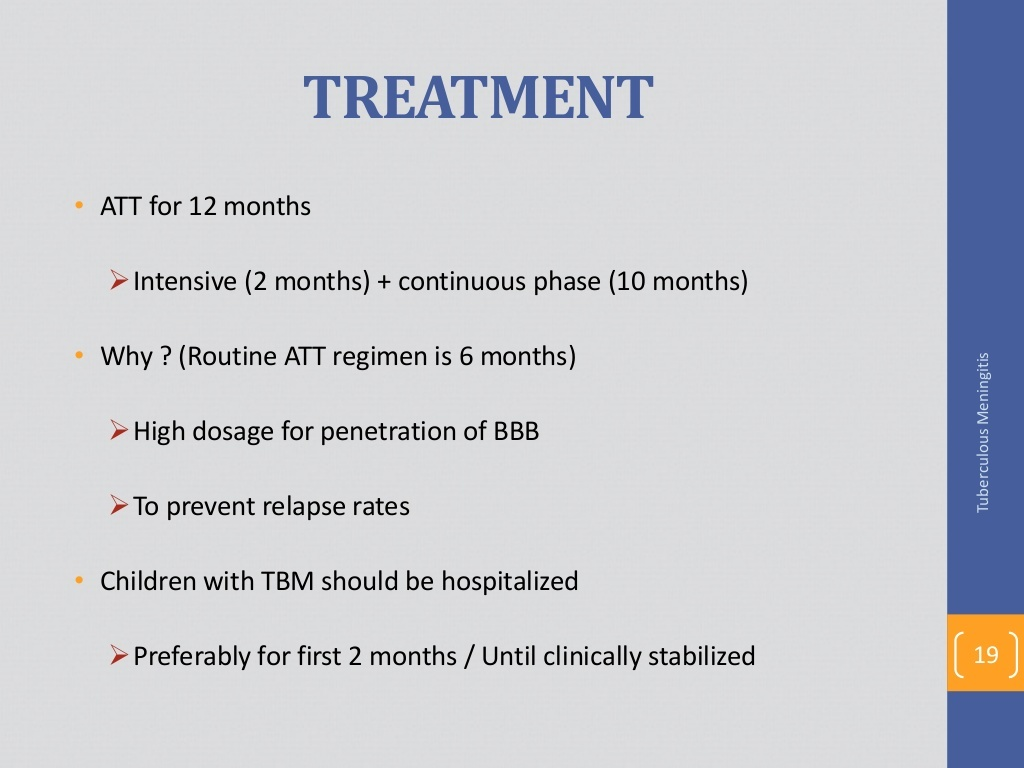 TREATMENT
• ATT for 12 months
➢Intensive (2 months) + continuous phase (10 months)
• Why ? (Routine ATT regimen is 6 months)
➢High dosage for penetration of BBB
➢To prevent relapse rates
• Children with TBM should be hospitalized
➢Preferably for first 2 months / Until clinically stabilized
Tuberculous Meningitis
19